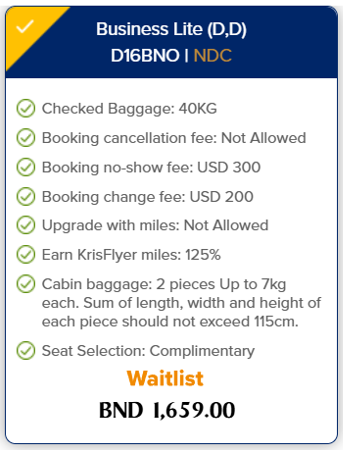 Business Lite (D,D)
D16BNO | NDC
Checked Baggage: 40KG
Booking cancellation fee: Not Allowed
Booking no-show fee: USD 300
Booking change fee: USD 200
Upgrade with miles: Not Allowed
Earn KrisFlyer miles: 125%
Cabin baggage: 2 pieces Up to 7kg
each. Sum of length, width and height of
each piece should not exceed 115cm.
Seat Selection: Complimentary
Waitlist
BND 1,659.00